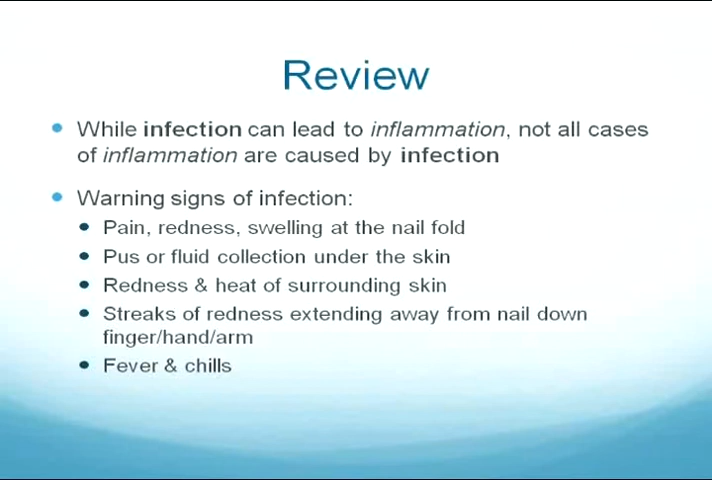 Review
While infection can lead to inflammation, not all cases
of inflammation are caused by infection
Warning signs of infection:
Pain, redness, swelling at the nail fold
Pus or fluid collection under the skin
Redness & heat of surrounding skin
Streaks of redness extending away from nail down
finger/hand/arm
Fever & chills